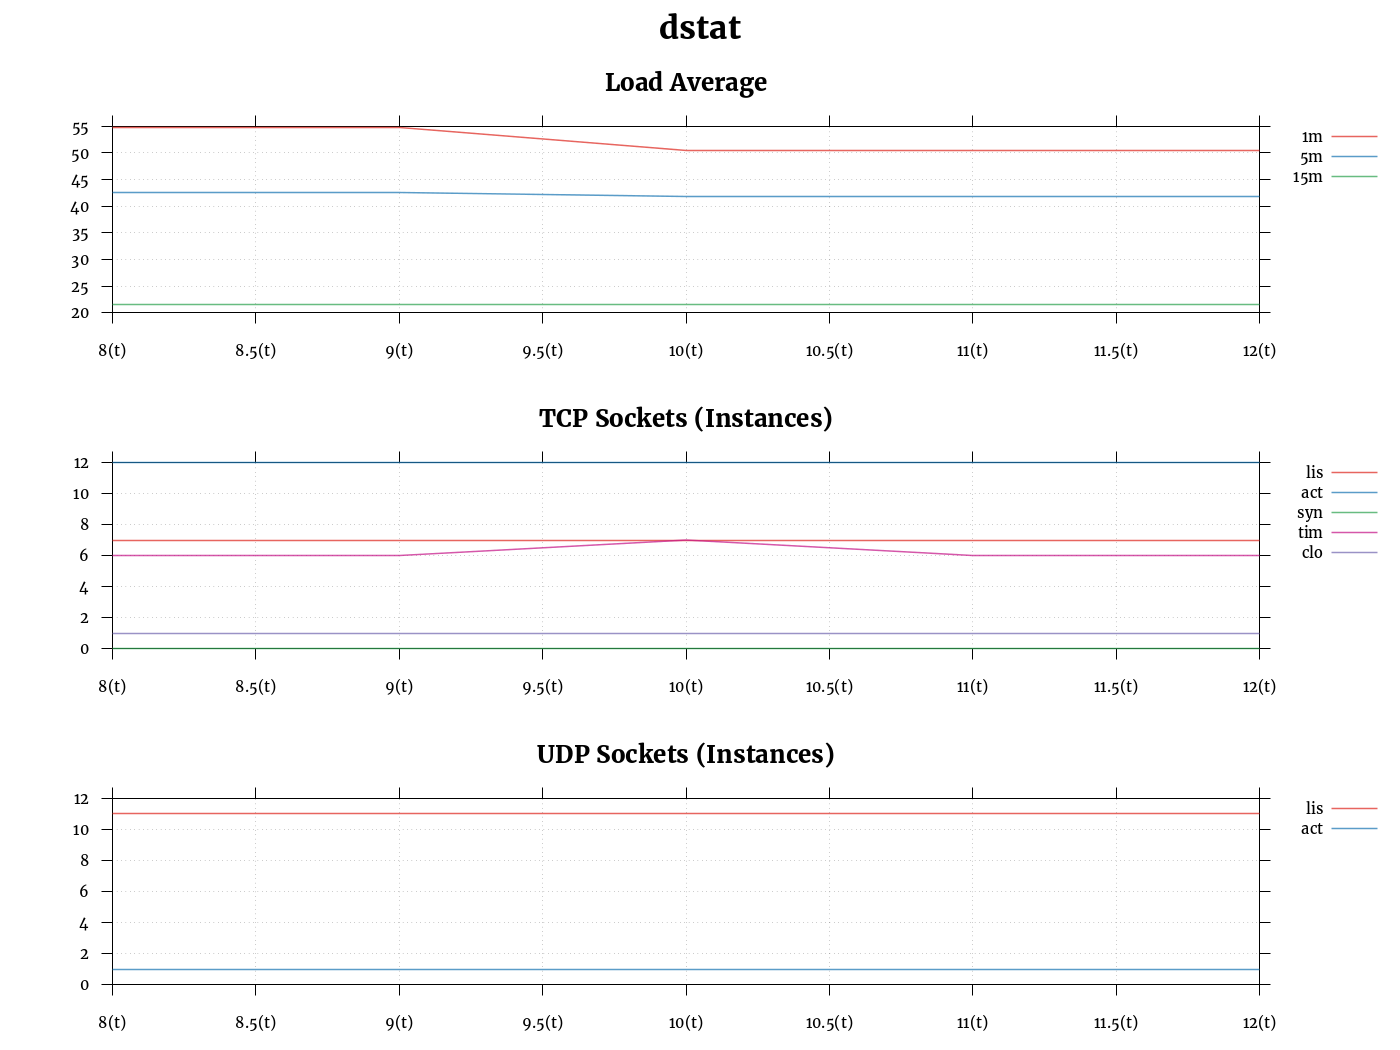 dstat
Load Average
55
50
45
40
35
30
25
20
8(t) 8.5(t) 9(t) 9.5(t) 10(t) 10.5(t) 11(t) 11.5(t) 12(t)
1m
5m
15m
TCP Sockets (Instances)
12
10
8
6
4
2
0
8(t) 8.5(t) 9(t) 9.5(t) 10(t) 10.5(t) 11(t) 11.5(t) 12(t)
lis
act
syn
tim
clo
UDP Sockets (Instances)
12
10
8
6
4
2
0
8(t) 8.5(t) 9(t) 9.5(t) 10(t) 10.5(t) 11(t) 11.5(t) 12(t)
lis
act